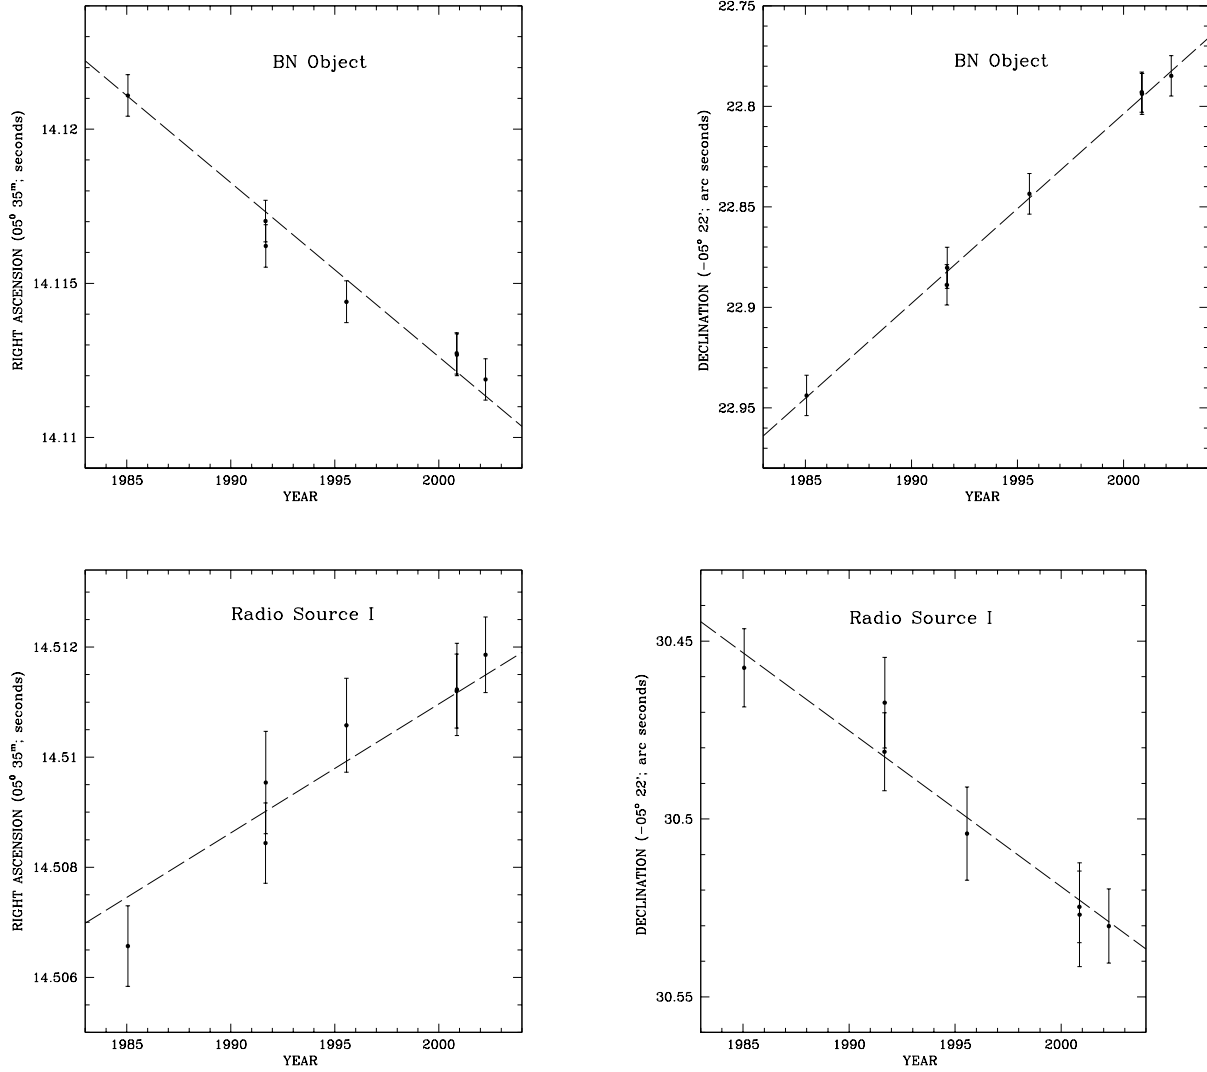 BN Object
RIGHT ASCENSION (05⁰ 35ᵐ; seconds)
14.12
14.115
14.11
1985 1990 1995 2000
YEAR
22.75
BN Object
DECLINATION (−05° 22'; arc seconds)
22.8
22.85
22.9
22.95
1985 1990 1995 2000
YEAR
Radio Source I
RIGHT ASCENSION (05⁰ 35ᵐ; seconds)
14.512
14.51
14.508
14.506
1985 1990 1995 2000
YEAR
Radio Source I
DECLINATION (−05° 22'; arc seconds)
30.45
30.5
30.55
1985 1990 1995 2000
YEAR